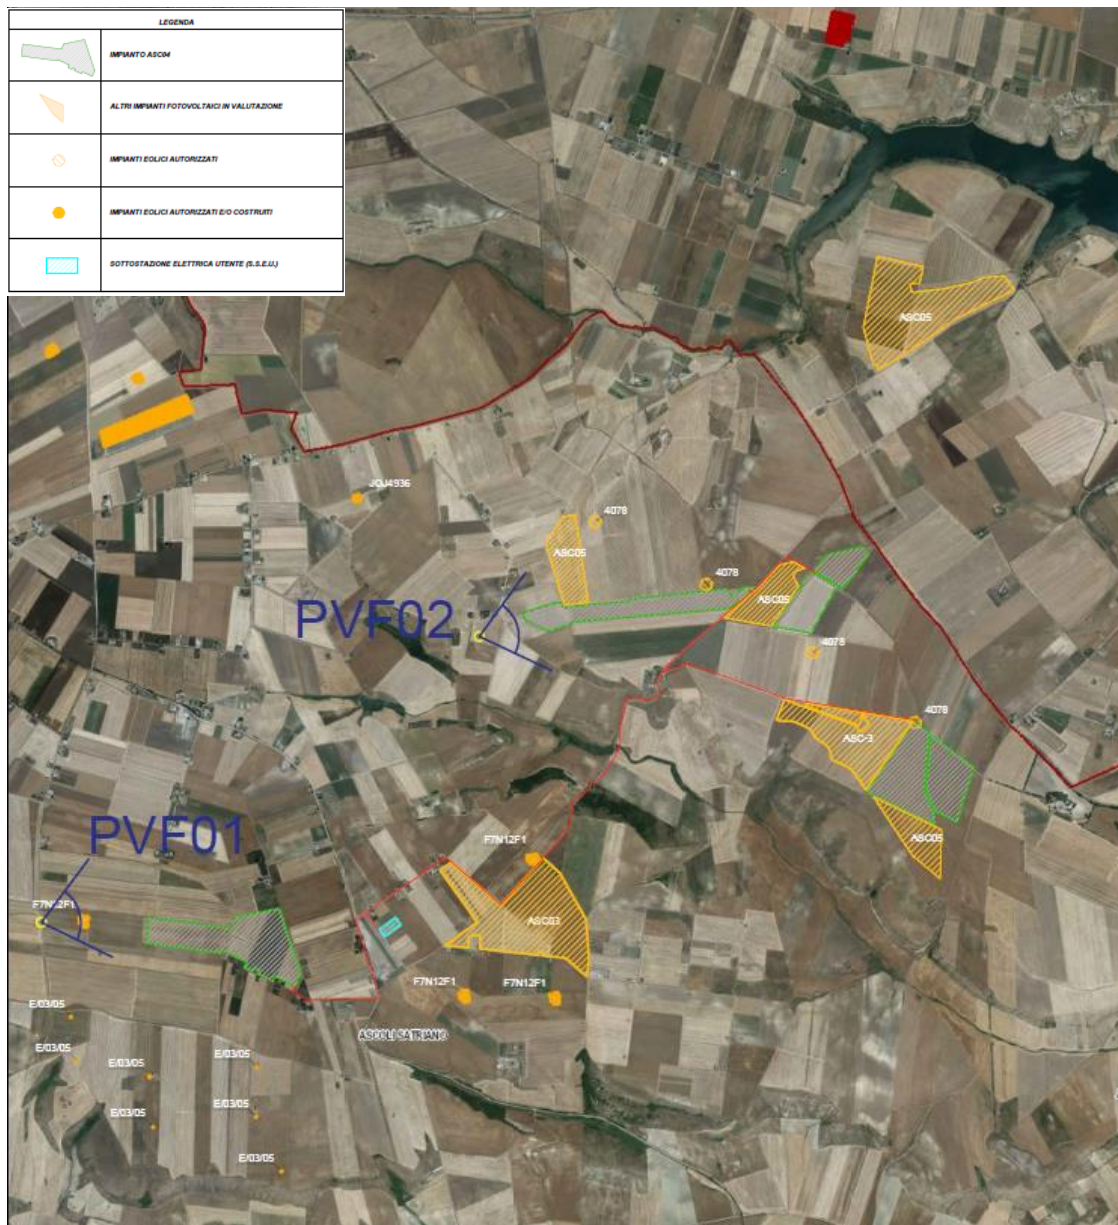 LEGENDA
IMPIANTO ASC04
ALTRI IMPIANTI FOTOVOLTAICI IN VALUTAZIONE
IMPIANTI EOLICI AUTORIZZATI
IMPIANTI EOLICI AUTORIZZATI E/O COSTRUITI
SOTTOSTAZIONE ELETTRICA UTENTE (S.S.E.U.)
ASC05
JOJ4936
4078
ASC05
4078
ASC05
PVF02
4078
4078
ASC-3
ASC05
PVF01
F7N12F1
F7N12F1
ASC03
F7N12F1
F7N12F1
E/03/05
ASCOLI SATRIANO
E/03/05
E/03/05
E/03/05
E/03/05
E/03/05
E/03/05